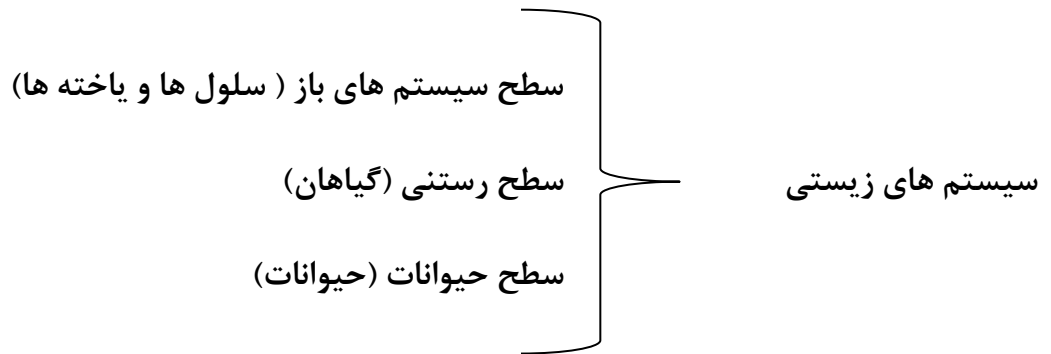 سیستم های زیستی
سطح سیستم های باز ( سلول ها و یاخته ها)
سطح رستنی (گیاهان)
سطح حیوانات (حیوانات)